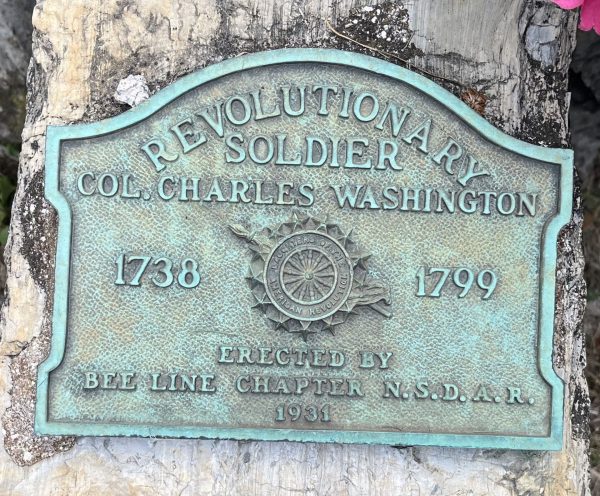 REVOLUTIONARY
SOLDIER
COL. CHARLES WASHINGTON
1738
1799
ERECTED BY
BEE LINE CHAPTER N.S.D.A.R.
1931